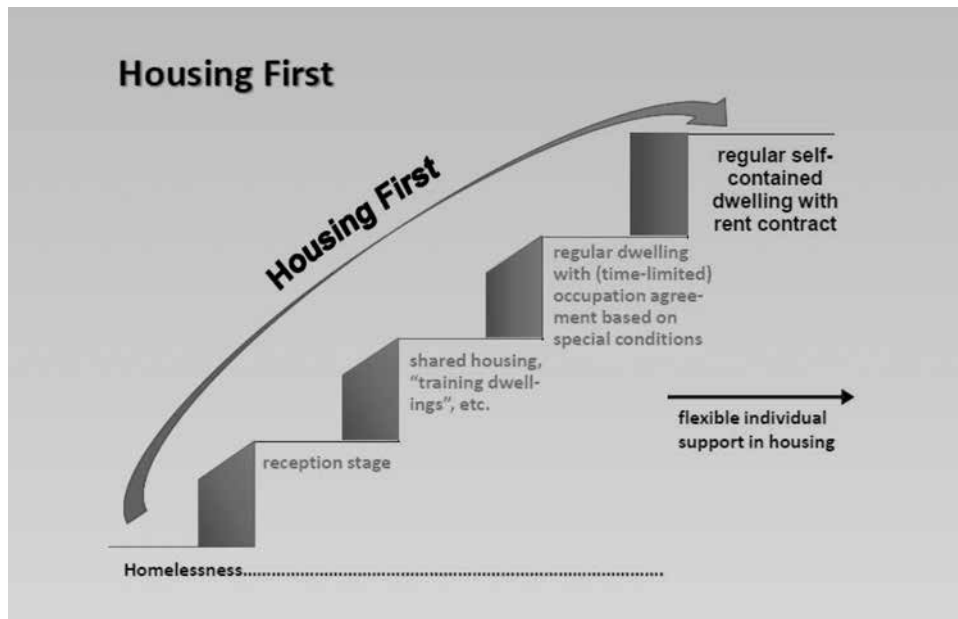 Housing First
Housing First
regular self-
contained
dwelling with
rent contract
regular dwelling
with (time-limited)
occupation agree-
ment based on
special conditions
shared housing,
"training dwell-
ings", etc.
flexible individual
support in housing
reception stage
Homelessness..........................................................................................